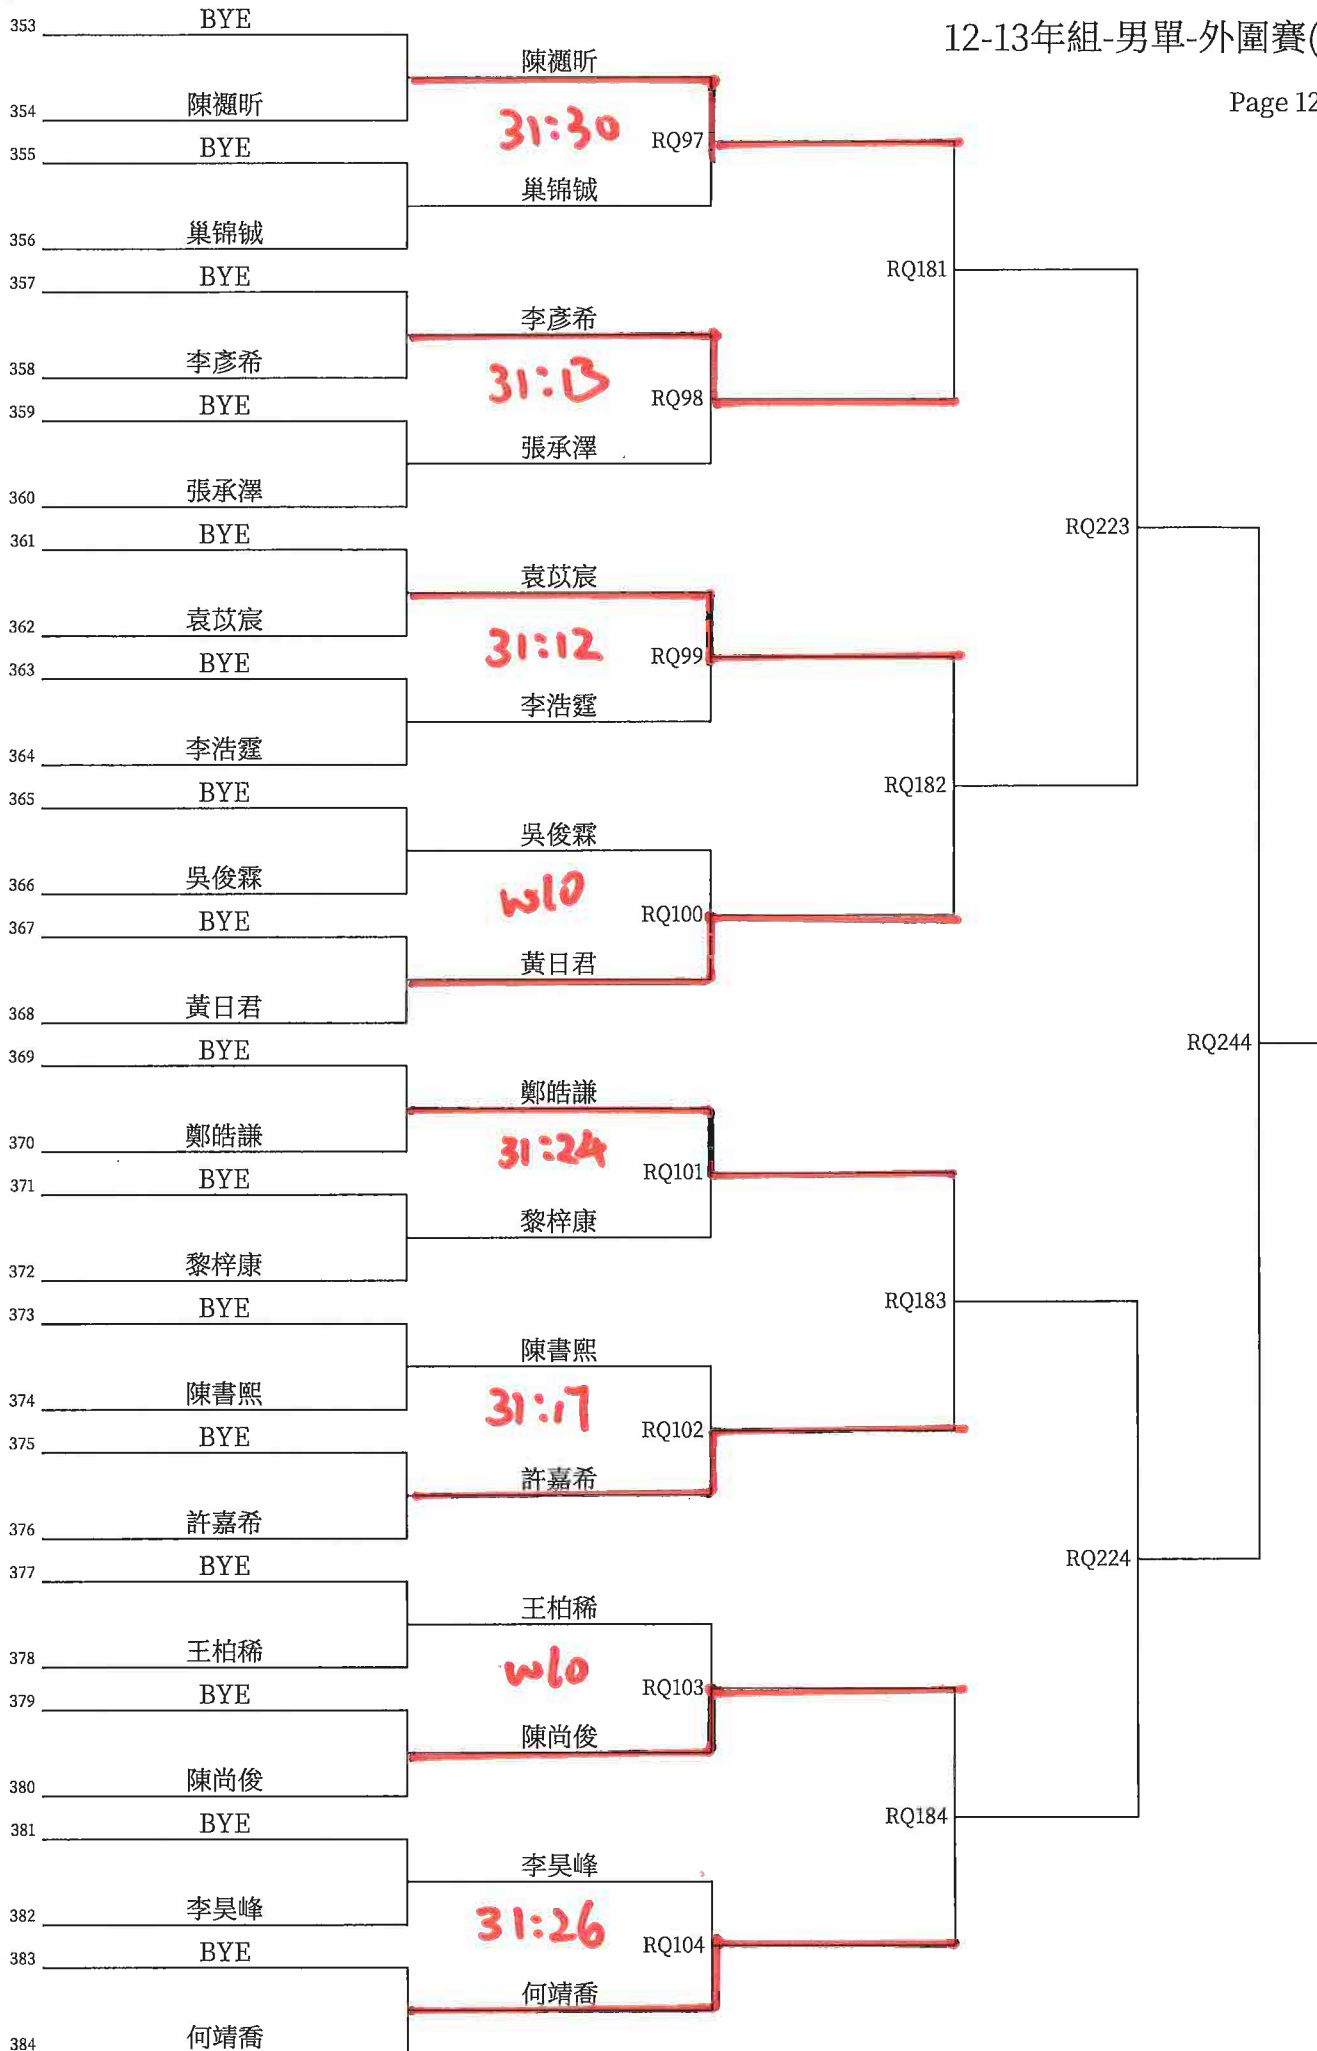 12-13年組-男單-外圍賽(
Page 12
353 BYE
陳邇昕
354 陳邇昕
31:30
RQ97
355 BYE
巢锦铖
356 巢锦铖
RQ181
357 BYE
李彥希
358 李彥希
31:13
RQ98
359 BYE
張承澤
360 張承澤
RQ223
361 BYE
袁苡宸
362 袁苡宸
31:12
RQ99
363 BYE
李浩霆
364 李浩霆
RQ182
365 BYE
吳俊霖
366 吳俊霖
w/o
RQ100
367 BYE
黃日君
368 黃日君
RQ244
369 BYE
鄭皓謙
370 鄭皓謙
31:24
RQ101
371 BYE
黎梓康
372 黎梓康
RQ183
373 BYE
陳書熙
374 陳書熙
31:17
RQ102
375 BYE
許嘉希
376 許嘉希
RQ224
377 BYE
王柏稀
378 王柏稀
w/o
RQ103
379 BYE
陳尚俊
380 陳尚俊
RQ184
381 BYE
李昊峰
382 李昊峰
31:26
RQ104
383 BYE
何靖喬
384 何靖喬